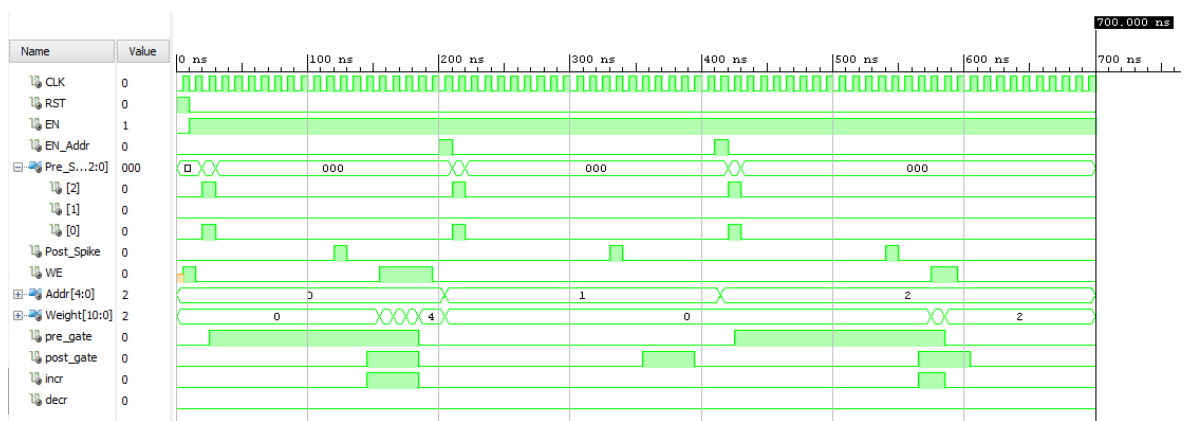 700.000 ns
Name Value
0 ns 100 ns 200 ns 300 ns 400 ns 500 ns 600 ns 700 ns
CLK 0
RST 0
EN 1
EN_Addr 0
Pre_S...2:0] 000 000 000 000
[2] 0
[1] 0
[0] 0
Post_Spike 0
WE 0
Addr[4:0] 2 0 1 2
Weight[10:0] 2 0 4 0 2
pre_gate 0
post_gate 0
incr 0
decr 0